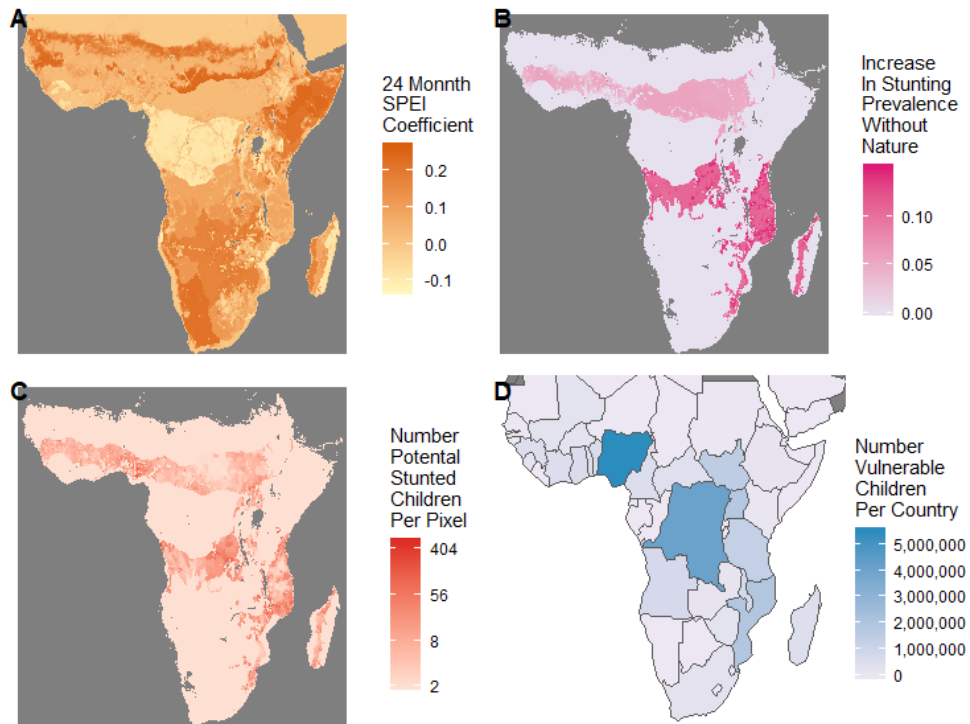 A
24 Monnth
SPEI
Coefficient
0.2
0.1
0.0
-0.1
B
Increase
In Stunting
Prevalence
Without
Nature
0.10
0.05
0.00
C
Number
Potental
Stunted
Children
Per Pixel
404
56
8
2
D
Number
Vulnerable
Children
Per Country
5,000,000
4,000,000
3,000,000
2,000,000
1,000,000
0